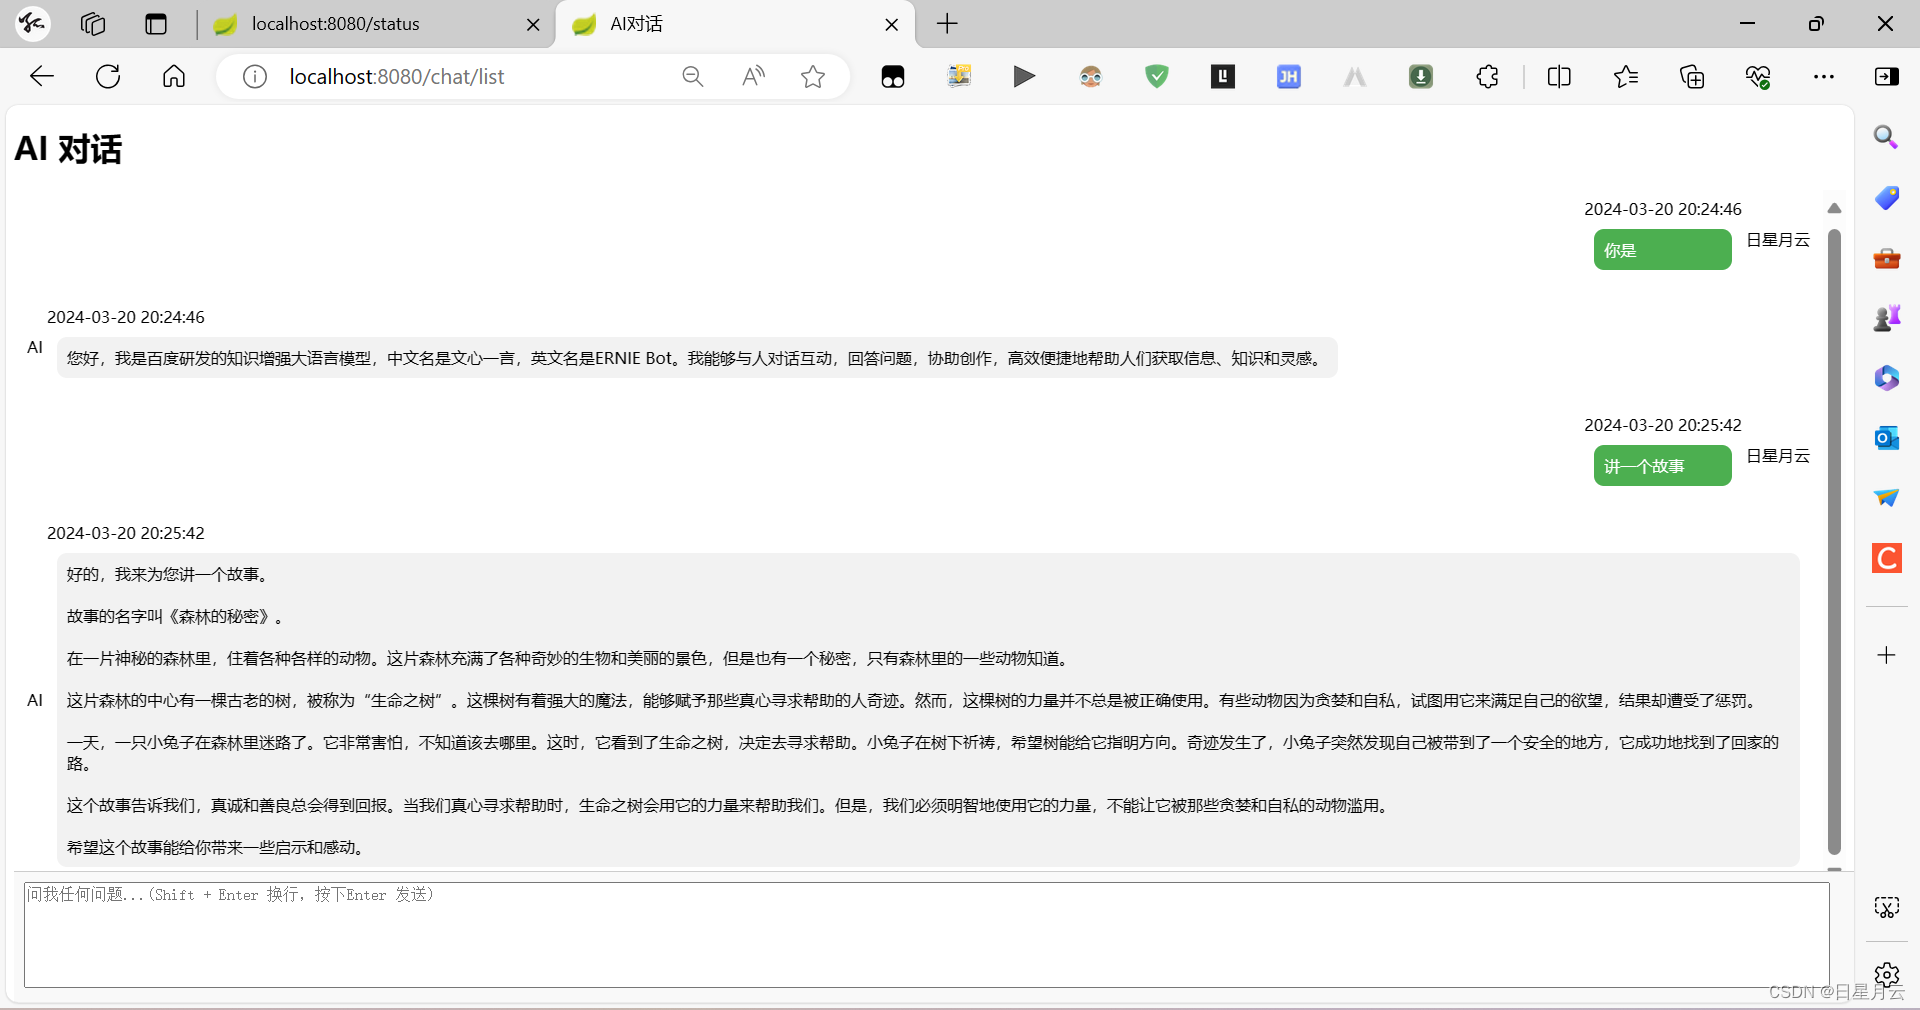 localhost:8080/status
AI对话
localhost:8080/chat/list
AI 对话
2024-03-20 20:24:46
你是
日星月云
2024-03-20 20:24:46
AI
您好，我是百度研发的知识增强大语言模型，中文名是文心一言，英文名是ERNIE Bot。我能够与人对话互动，回答问题，协助创作，高效便捷地帮助人们获取信息、知识和灵感。
2024-03-20 20:25:42
讲一个故事
日星月云
2024-03-20 20:25:42
好的，我来为您讲一个故事。
故事的名字叫《森林的秘密》。
在一片神秘的森林里，住着各种各样的动物。这片森林充满了各种奇妙的生物和美丽的景色，但是也有一个秘密，只有森林里的一些动物知道。
AI
这片森林的中心有一棵古老的树，被称为“生命之树”。这棵树有着强大的魔法，能够赋予那些真心寻求帮助的人奇迹。然而，这棵树的力量并不总是被正确使用。有些动物因为贪婪和自私，试图用它来满足自己的欲望，结果却遭受了惩罚。
一天，一只小兔子在森林里迷路了。它非常害怕，不知道该去哪里。这时，它看到了生命之树，决定去寻求帮助。小兔子在树下祈祷，希望树能给它指明方向。奇迹发生了，小兔子突然发现自己被带到了一个安全的地方，它成功地找到了回家的
路。
这个故事告诉我们，真诚和善良总会得到回报。当我们真心寻求帮助时，生命之树会用它的力量来帮助我们。但是，我们必须明智地使用它的力量，不能让它被那些贪婪和自私的动物滥用。
希望这个故事能给你带来一些启示和感动。
问我任何问题...(Shift + Enter 换行，按下Enter 发送)
CSDN @日星月云